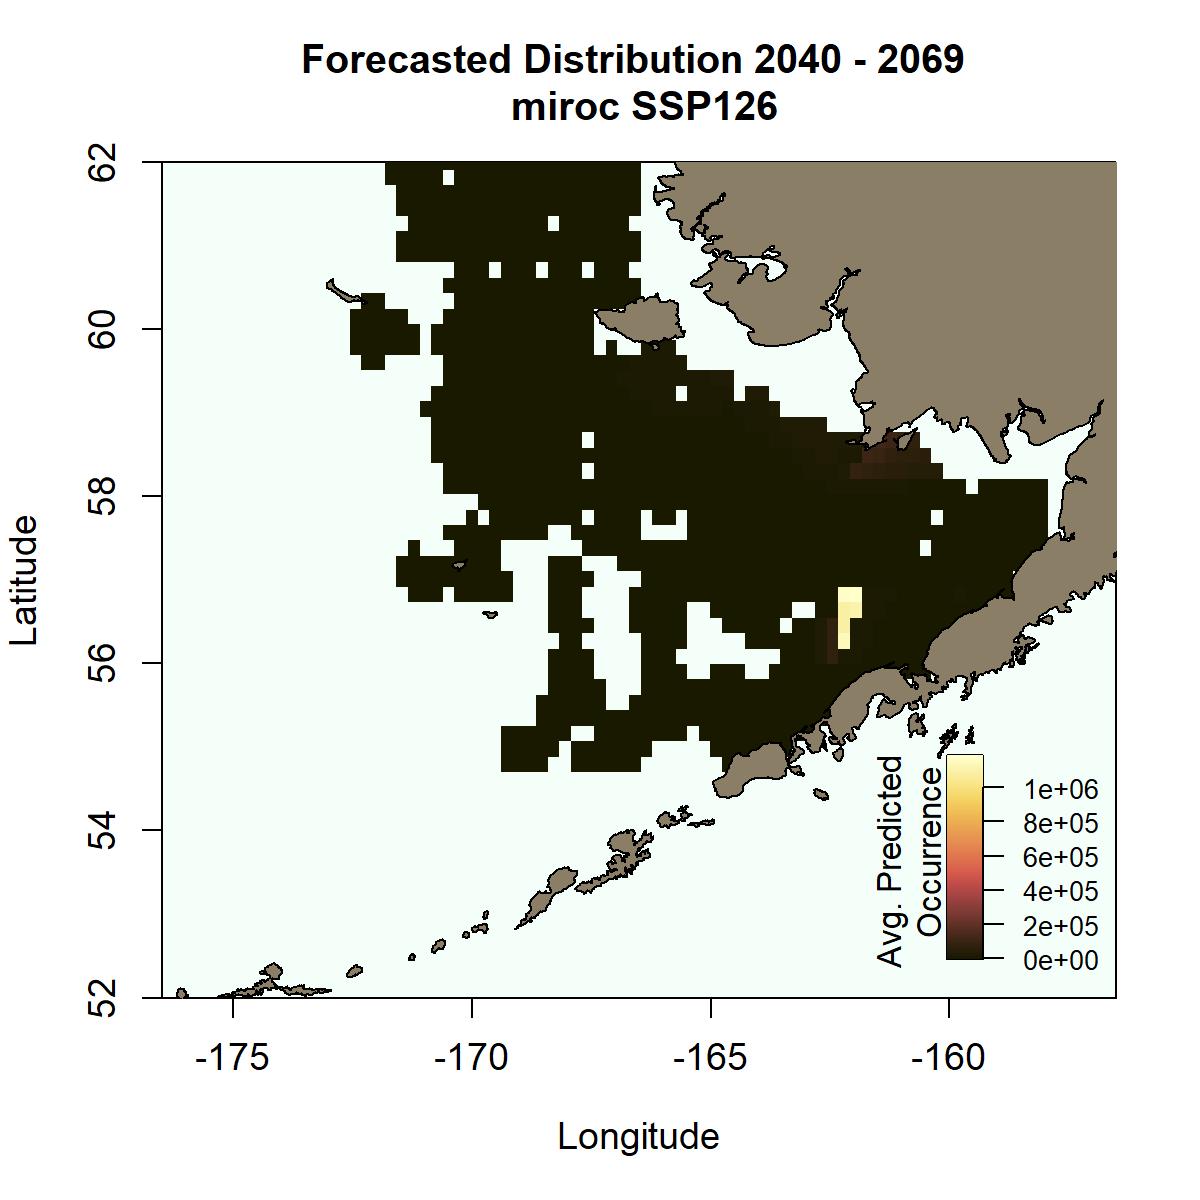 Forecasted Distribution 2040 - 2069
miroc SSP126
Latitude
62
60
58
56
54
52
-175
-170
-165
-160
Longitude
Avg. Predicted
Occurrence
1e+06
8e+05
6e+05
4e+05
2e+05
0e+00